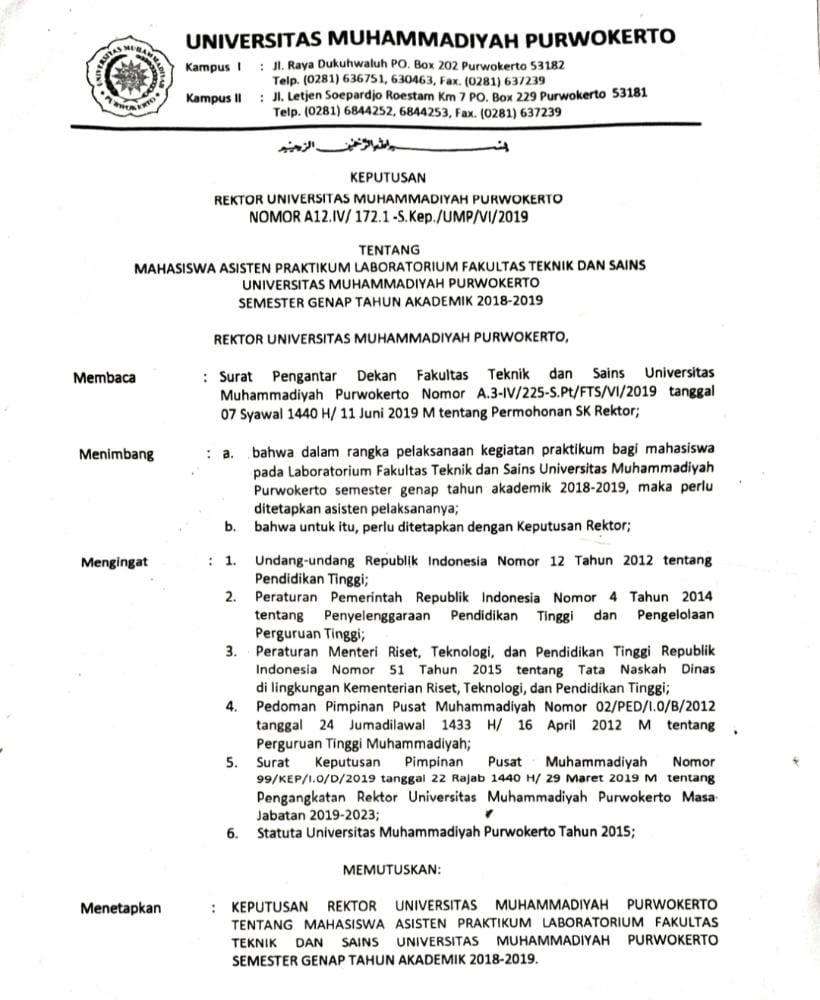 UNIVERSITAS MUHAMMADIYAH PURWOKERTO
Kampus I : Jl. Raya Dukuhwaluh PO. Box 202 Purwokerto 53182
Telp. (0281) 636751, 630463, Fax. (0281) 637239
Kampus II : Jl. Letjen Soepardjo Roestam Km 7 PO. Box 229 Purwokerto 53181
Telp. (0281) 6844252, 6844253, Fax. (0281) 637239
UNIVERSITAS MUHAMMADIYAH
PURWOKERTO
بسم الله الرحمن الرحيم
KEPUTUSAN
REKTOR UNIVERSITAS MUHAMMADIYAH PURWOKERTO
NOMOR A12.IV/ 172.1 -S.Kep./UMP/VI/2019
TENTANG
MAHASISWA ASISTEN PRAKTIKUM LABORATORIUM FAKULTAS TEKNIK DAN SAINS
UNIVERSITAS MUHAMMADIYAH PURWOKERTO
SEMESTER GENAP TAHUN AKADEMIK 2018-2019
REKTOR UNIVERSITAS MUHAMMADIYAH PURWOKERTO,
Membaca : Surat Pengantar Dekan Fakultas Teknik dan Sains Universitas
Muhammadiyah Purwokerto Nomor A.3-IV/225-S.Pt/FTS/VI/2019 tanggal
07 Syawal 1440 H/ 11 Juni 2019 M tentang Permohonan SK Rektor;
Menimbang : a. bahwa dalam rangka pelaksanaan kegiatan praktikum bagi mahasiswa
pada Laboratorium Fakultas Teknik dan Sains Universitas Muhammadiyah
Purwokerto semester genap tahun akademik 2018-2019, maka perlu
ditetapkan asisten pelaksananya;
b. bahwa untuk itu, perlu ditetapkan dengan Keputusan Rektor;
Mengingat : 1. Undang-undang Republik Indonesia Nomor 12 Tahun 2012 tentang
Pendidikan Tinggi;
2. Peraturan Pemerintah Republik Indonesia Nomor 4 Tahun 2014
tentang Penyelenggaraan Pendidikan Tinggi dan Pengelolaan
Perguruan Tinggi;
3. Peraturan Menteri Riset, Teknologi, dan Pendidikan Tinggi Republik
Indonesia Nomor 51 Tahun 2015 tentang Tata Naskah Dinas
di lingkungan Kementerian Riset, Teknologi, dan Pendidikan Tinggi;
4. Pedoman Pimpinan Pusat Muhammadiyah Nomor 02/PED/I.0/B/2012
tanggal 24 Jumadilawal 1433 H/ 16 April 2012 M tentang
Perguruan Tinggi Muhammadiyah;
5. Surat Keputusan Pimpinan Pusat Muhammadiyah Nomor
99/KEP/I.0/D/2019 tanggal 22 Rajab 1440 H/ 29 Maret 2019 M tentang
Pengangkatan Rektor Universitas Muhammadiyah Purwokerto Masa
Jabatan 2019-2023;
6. Statuta Universitas Muhammadiyah Purwokerto Tahun 2015;
MEMUTUSKAN:
Menetapkan : KEPUTUSAN REKTOR UNIVERSITAS MUHAMMADIYAH PURWOKERTO
TENTANG MAHASISWA ASISTEN PRAKTIKUM LABORATORIUM FAKULTAS
TEKNIK DAN SAINS UNIVERSITAS MUHAMMADIYAH PURWOKERTO
SEMESTER GENAP TAHUN AKADEMIK 2018-2019.